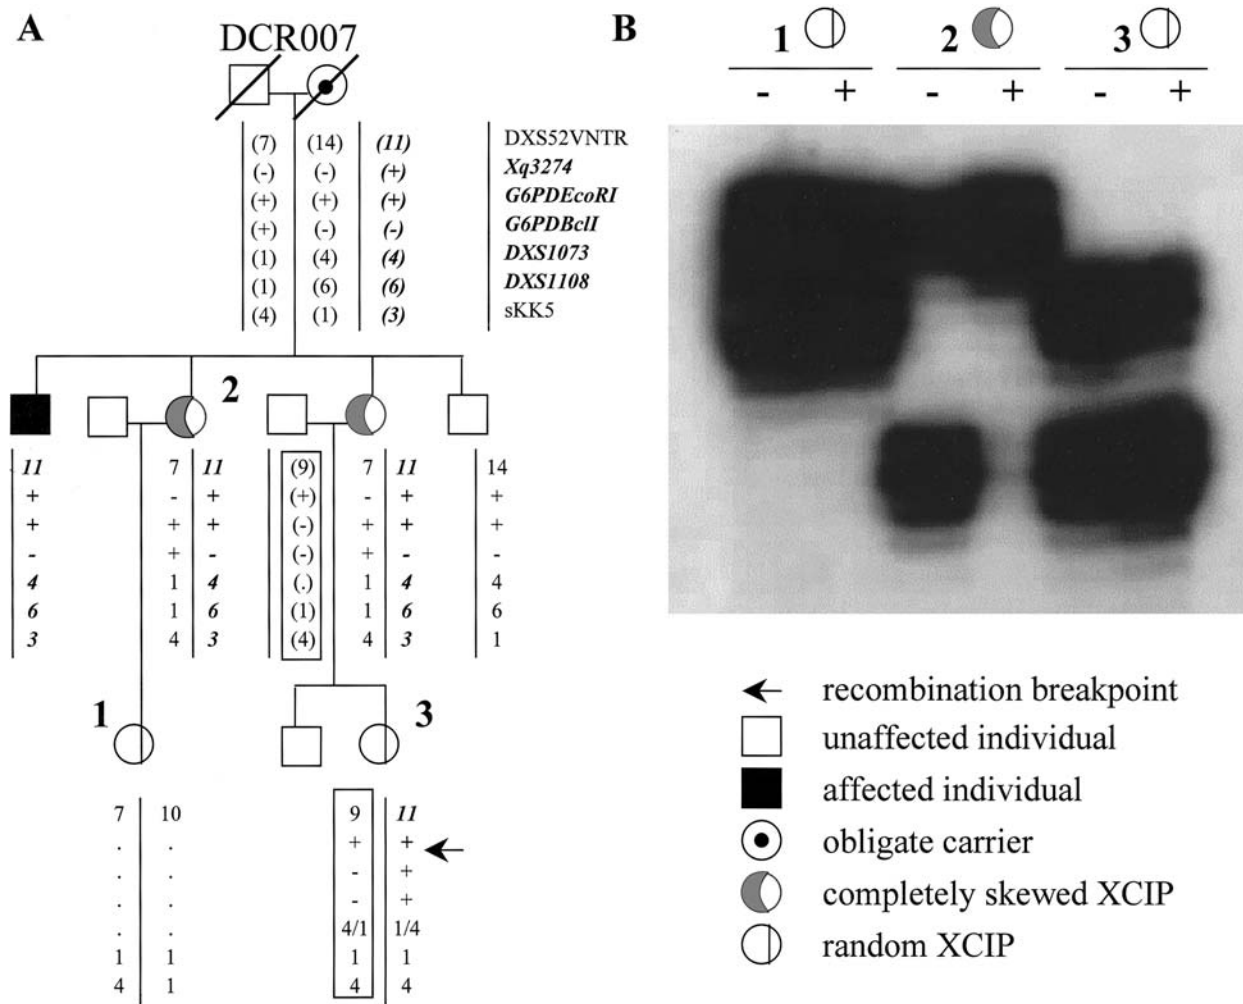 A
DCR007
(7) (14) (11) DXS52VNTR
(-) (-) (+) Xq3274
(+) (+) (+) G6PDEcoRI
(+) (-) (-) G6PDBclI
(1) (4) (4) DXS1073
(1) (6) (6) DXS1108
(4) (1) (3) sKK5
2
11 7 11 (9) 7 11 14
+ - + (+) - + +
+ + + (-) + + +
- + - (-) + - -
4 1 4 (.) 1 4 4
6 1 6 (1) 1 6 6
3 4 3 (4) 4 3 1
1 3
7 10 9 11
. . + +
. . - +
. . - +
. . 4/1 1/4
1 1 1 1
4 1 4 4
B
1 2 3
- + - + - +
recombination breakpoint
unaffected individual
affected individual
obligate carrier
completely skewed XCIP
random XCIP